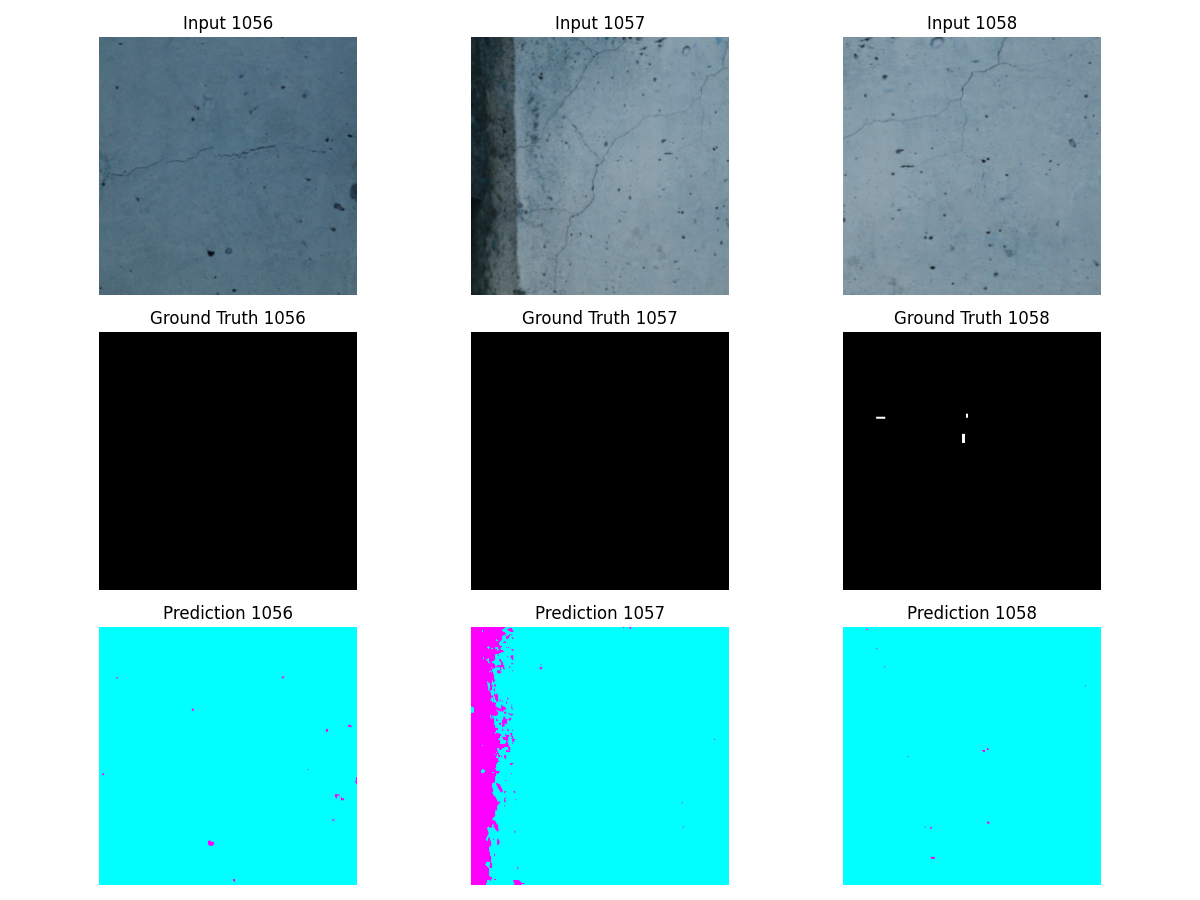 Input 1056
Input 1057
Input 1058
Ground Truth 1056
Ground Truth 1057
Ground Truth 1058
Prediction 1056
Prediction 1057
Prediction 1058